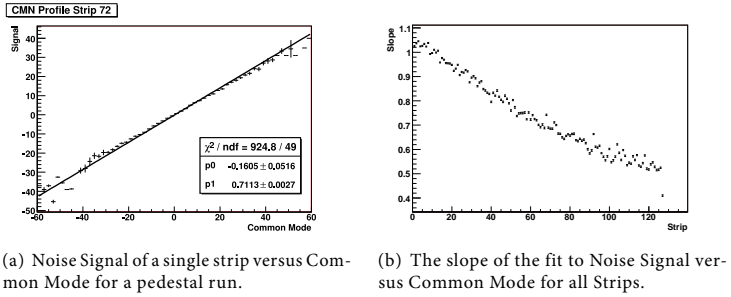 CMN Profile Strip 72
Signal
40
30
20
10
0
-10
-20
-30
-40
-50
-60 -40 -20 0 20 40 60
Common Mode
χ² / ndf = 924.8 / 49
p0 -0.1605 ± 0.0516
p1 0.7113 ± 0.0027
Slope
1.1
1
0.9
0.8
0.7
0.6
0.5
0.4
0 20 40 60 80 100 120
Strip
(a) Noise Signal of a single strip versus Com-
mon Mode for a pedestal run.
(b) The slope of the fit to Noise Signal ver-
sus Common Mode for all Strips.